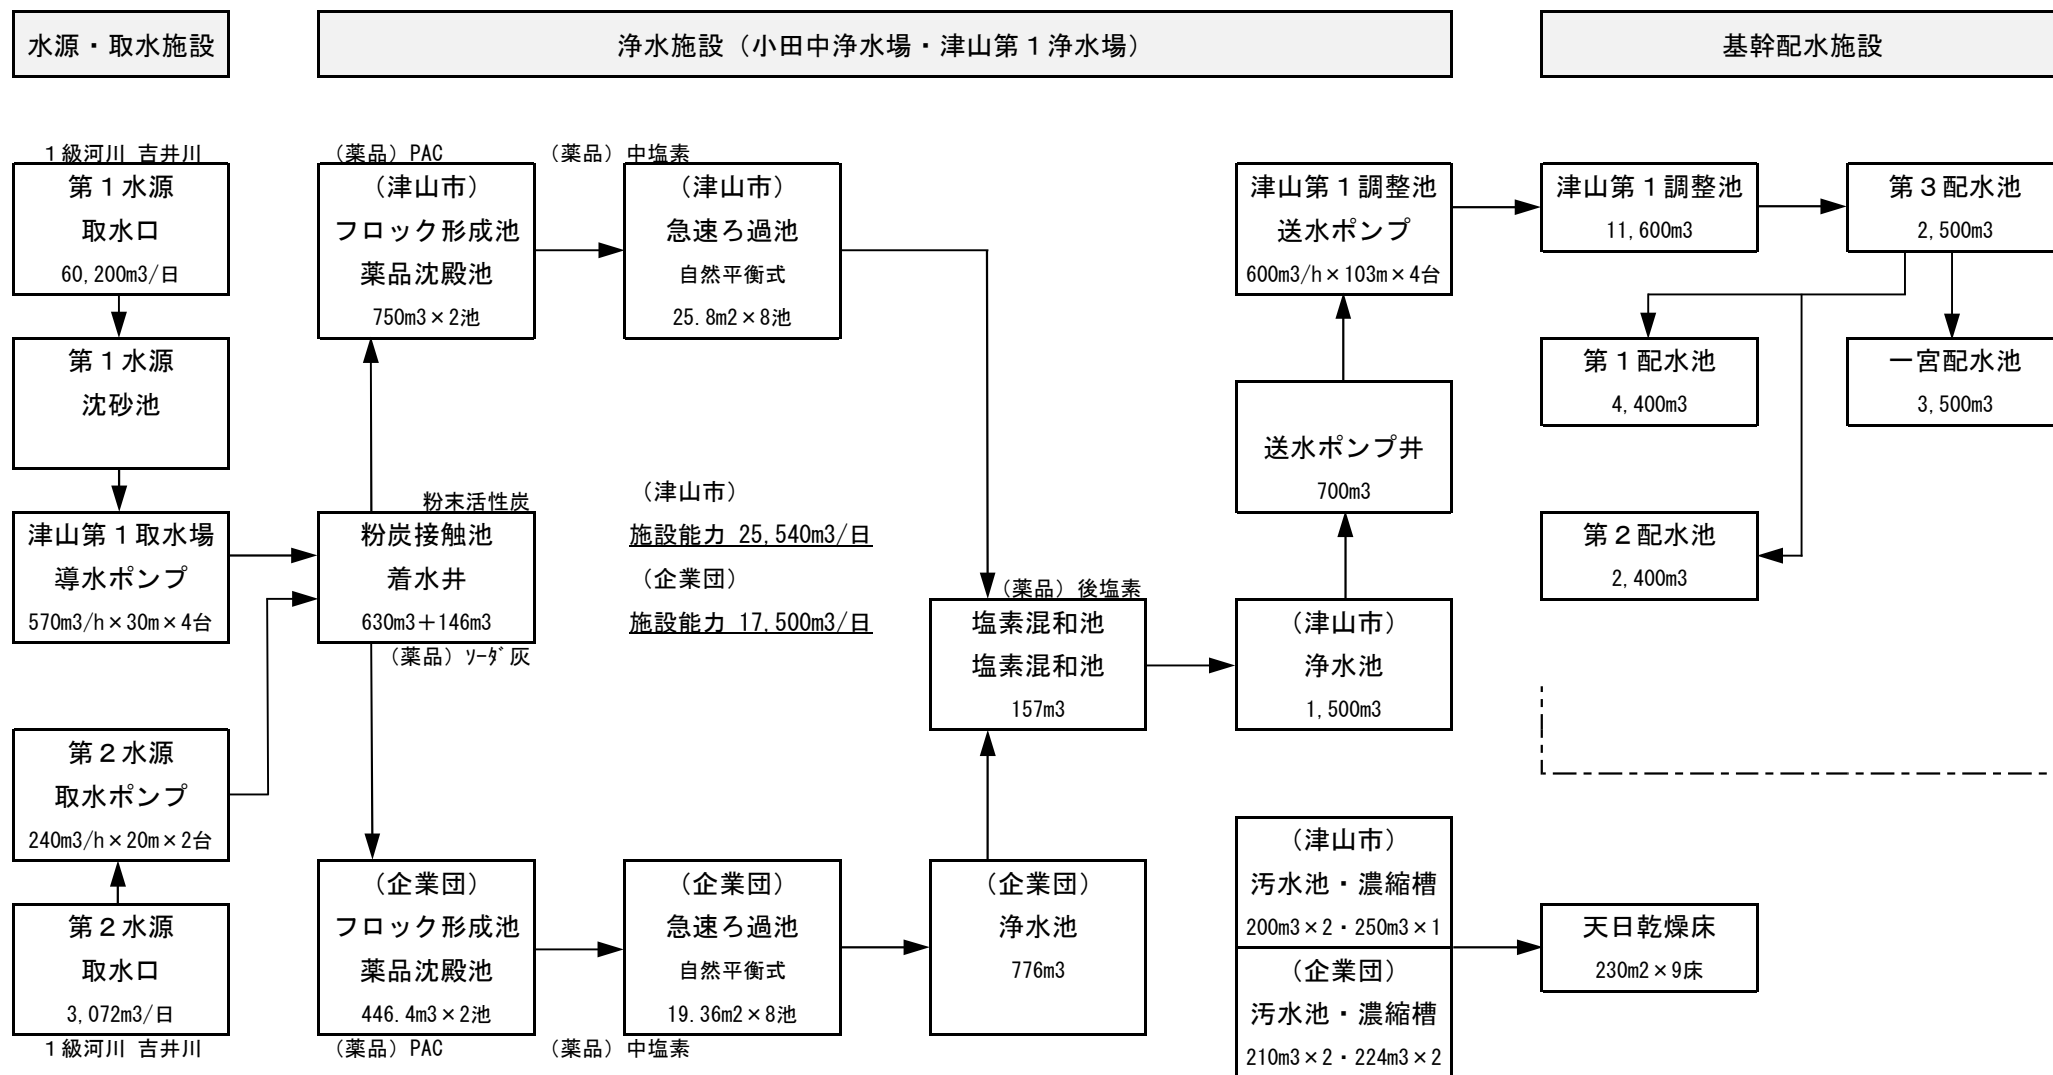 水源・取水施設
浄水施設（小田中浄水場・津山第１浄水場）
基幹配水施設
１級河川 吉井川
第１水源
取水口
60,200m3/日
第１水源
沈砂池
津山第１取水場
導水ポンプ
570m3/h×30m×4台
第２水源
取水ポンプ
240m3/h×20m×2台
第２水源
取水口
3,072m3/日
１級河川 吉井川
（薬品）PAC
（津山市）
フロック形成池
薬品沈殿池
750m3×2池
粉末活性炭
粉炭接触池
着水井
630m3＋146m3
（薬品）ｿｰﾀﾞ灰
（企業団）
フロック形成池
薬品沈殿池
446.4m3×2池
（薬品）PAC
（薬品）中塩素
（津山市）
急速ろ過池
自然平衡式
25.8m2×8池
（津山市）
施設能力 25,540m3/日
（企業団）
施設能力 17,500m3/日
（企業団）
急速ろ過池
自然平衡式
19.36m2×8池
（薬品）中塩素
（薬品）後塩素
塩素混和池
塩素混和池
157m3
（企業団）
浄水池
776m3
津山第１調整池
送水ポンプ
600m3/h×103m×4台
送水ポンプ井
700m3
（津山市）
浄水池
1,500m3
（津山市）
汚水池・濃縮槽
200m3×2・250m3×1
（企業団）
汚水池・濃縮槽
210m3×2・224m3×2
津山第１調整池
11,600m3
第３配水池
2,500m3
第１配水池
4,400m3
一宮配水池
3,500m3
第２配水池
2,400m3
天日乾燥床
230m2×9床